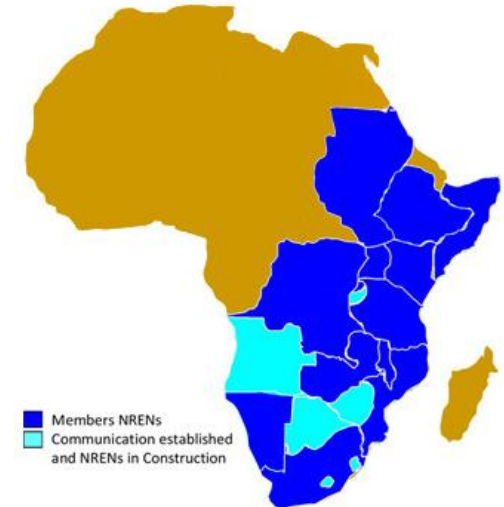 Members NRENs
Communication established
and NRENs in Construction